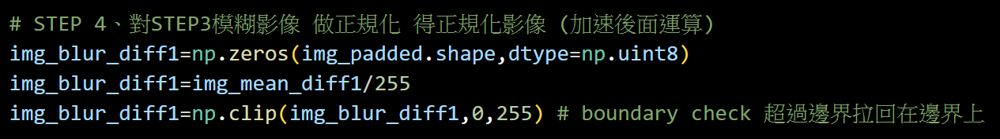 # STEP 4、對STEP3模糊影像 做正規化 得正規化影像 (加速後面運算)
img_blur_diff1=np.zeros(img_padded.shape,dtype=np.uint8)
img_blur_diff1=img_mean_diff1/255
img_blur_diff1=np.clip(img_blur_diff1,0,255) # boundary check 超過邊界拉回在邊界上